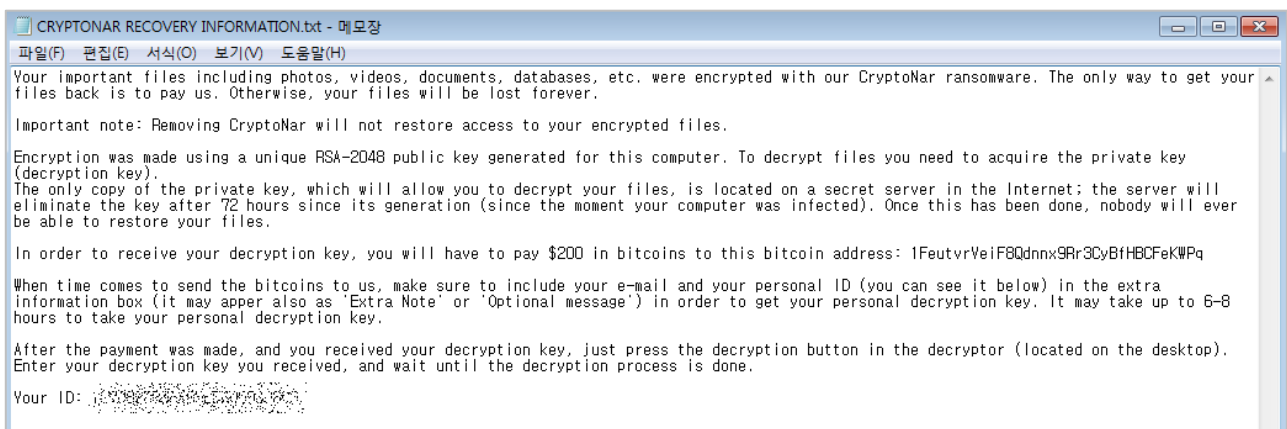 CRYPTONAR RECOVERY INFORMATION.txt - 메모장
파일(F) 편집(E) 서식(O) 보기(V) 도움말(H)
Your important files including photos, videos, documents, databases, etc. were encrypted with our CryptoNar ransomware. The only way to get your
files back is to pay us. Otherwise, your files will be lost forever.
Important note: Removing CryptoNar will not restore access to your encrypted files.
Encryption was made using a unique RSA-2048 public key generated for this computer. To decrypt files you need to acquire the private key
(decryption key).
The only copy of the private key, which will allow you to decrypt your files, is located on a secret server in the Internet; the server will
eliminate the key after 72 hours since its generation (since the moment your computer was infected). Once this has been done, nobody will ever
be able to restore your files.
In order to receive your decryption key, you will have to pay $200 in bitcoins to this bitcoin address: 1FeutvrVeiF8Qdnnx9Rr3CyBfHBCFeKWPq
When time comes to send the bitcoins to us, make sure to include your e-mail and your personal ID (you can see it below) in the extra
information box (it may apper also as 'Extra Note' or 'Optional message') in order to get your personal decryption key. It may take up to 6-8
hours to take your personal decryption key.
After the payment was made, and you received your decryption key, just press the decryption button in the decryptor (located on the desktop).
Enter your decryption key you received, and wait until the decryption process is done.
Your ID: